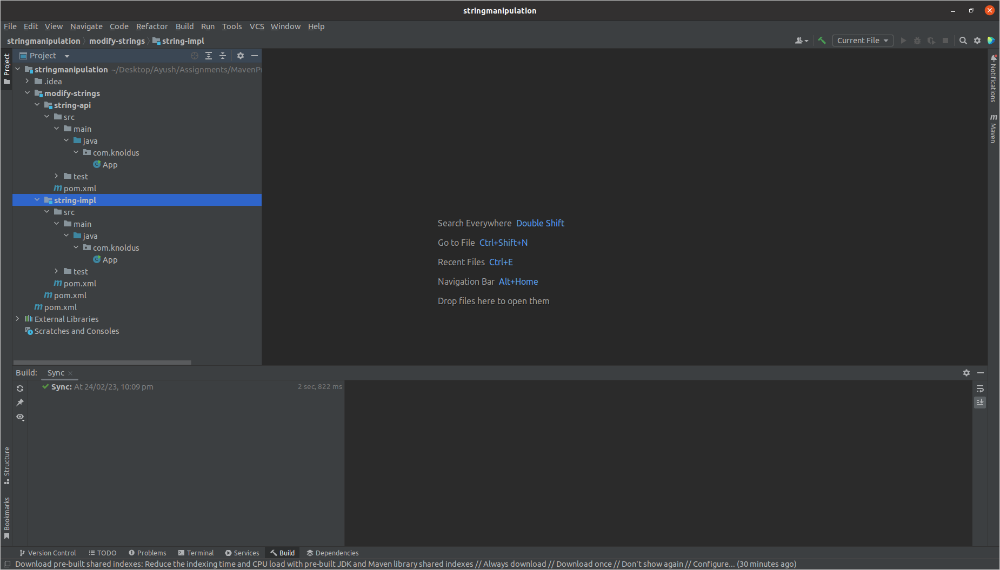 stringmanipulation
File Edit View Navigate Code Refactor Build Run Tools VCS Window Help
stringmanipulation modify-strings string-impl Current File
Project
Project
stringmanipulation ~/Desktop/Ayush/Assignments/MavenPr
.idea
modify-strings
string-api
src
main
java
com.knoldus
App
test
pom.xml
string-impl
src
main
java
com.knoldus
App
test
pom.xml
pom.xml
pom.xml
External Libraries
Scratches and Consoles
Search Everywhere Double Shift
Go to File Ctrl+Shift+N
Recent Files Ctrl+E
Navigation Bar Alt+Home
Drop files here to open them
Notifications
Maven
Build: Sync
Sync: At 24/02/23, 10:09 pm 2 sec, 822 ms
Structure
Bookmarks
Version Control TODO Problems Terminal Services Build Dependencies
Download pre-built shared indexes: Reduce the indexing time and CPU load with pre-built JDK and Maven library shared indexes // Always download // Download once // Don't show again // Configure... (30 minutes ago)